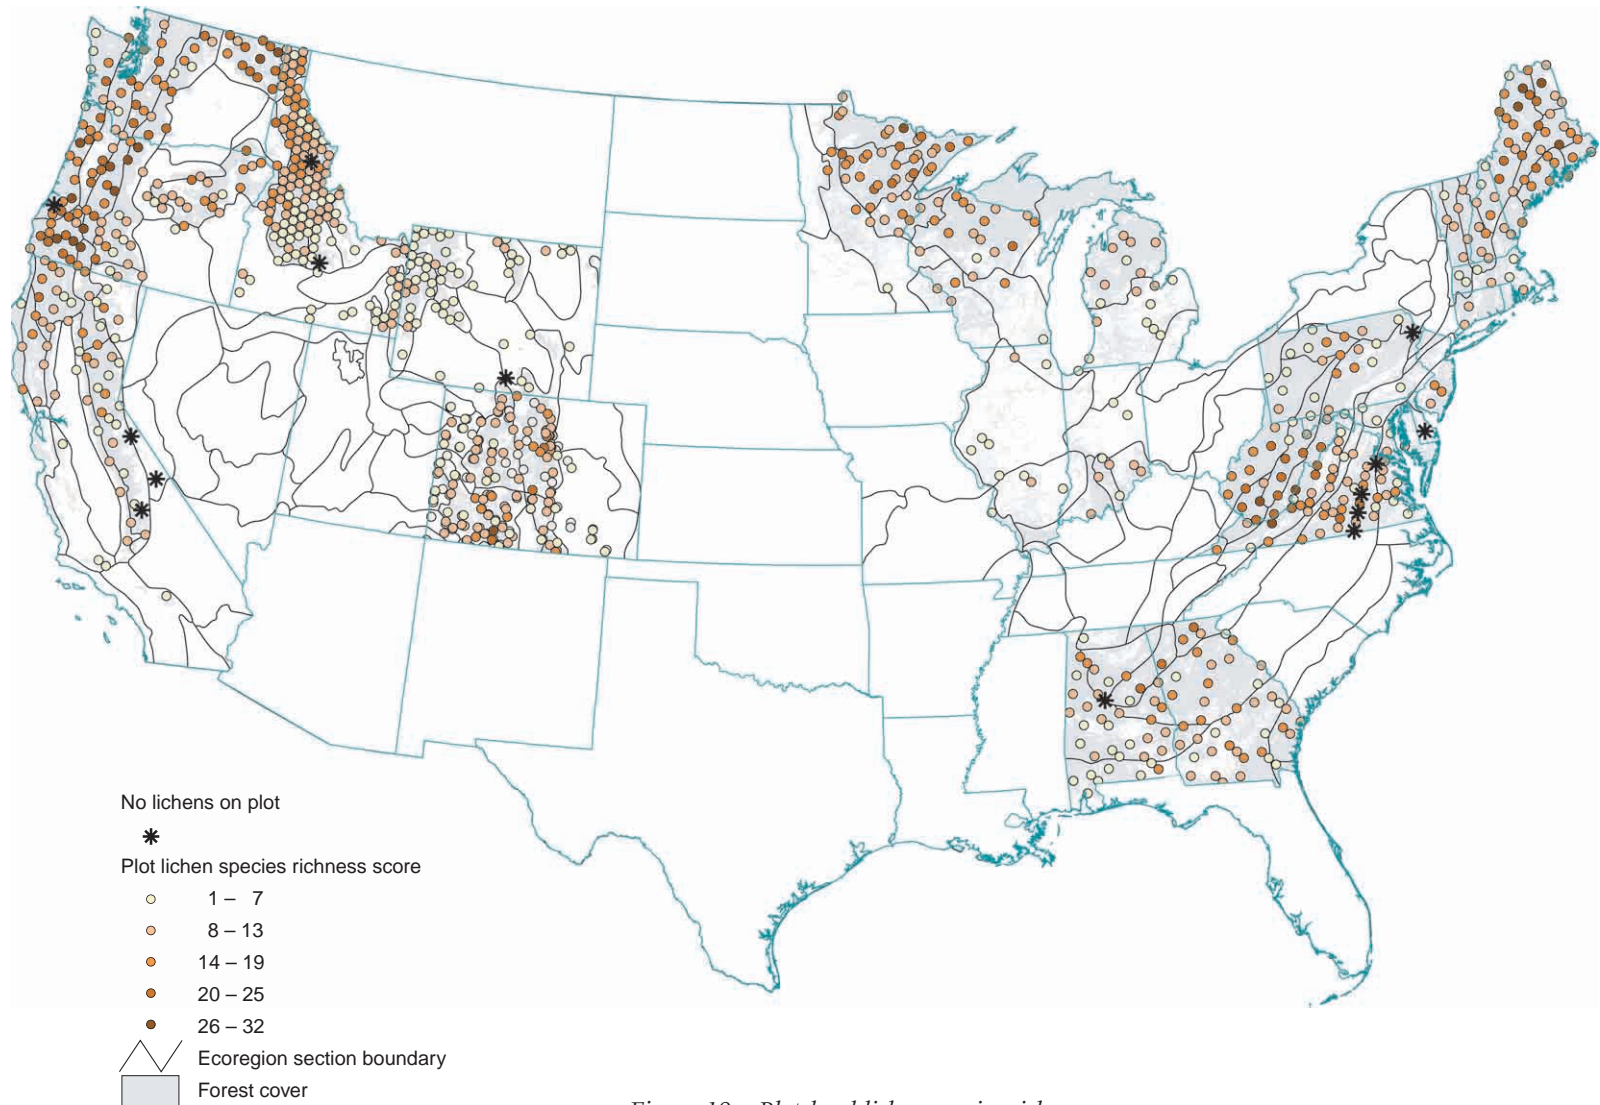 No lichens on plot
Plot lichen species richness score
1 – 7
8 – 13
14 – 19
20 – 25
26 – 32
Ecoregion section boundary
Forest cover